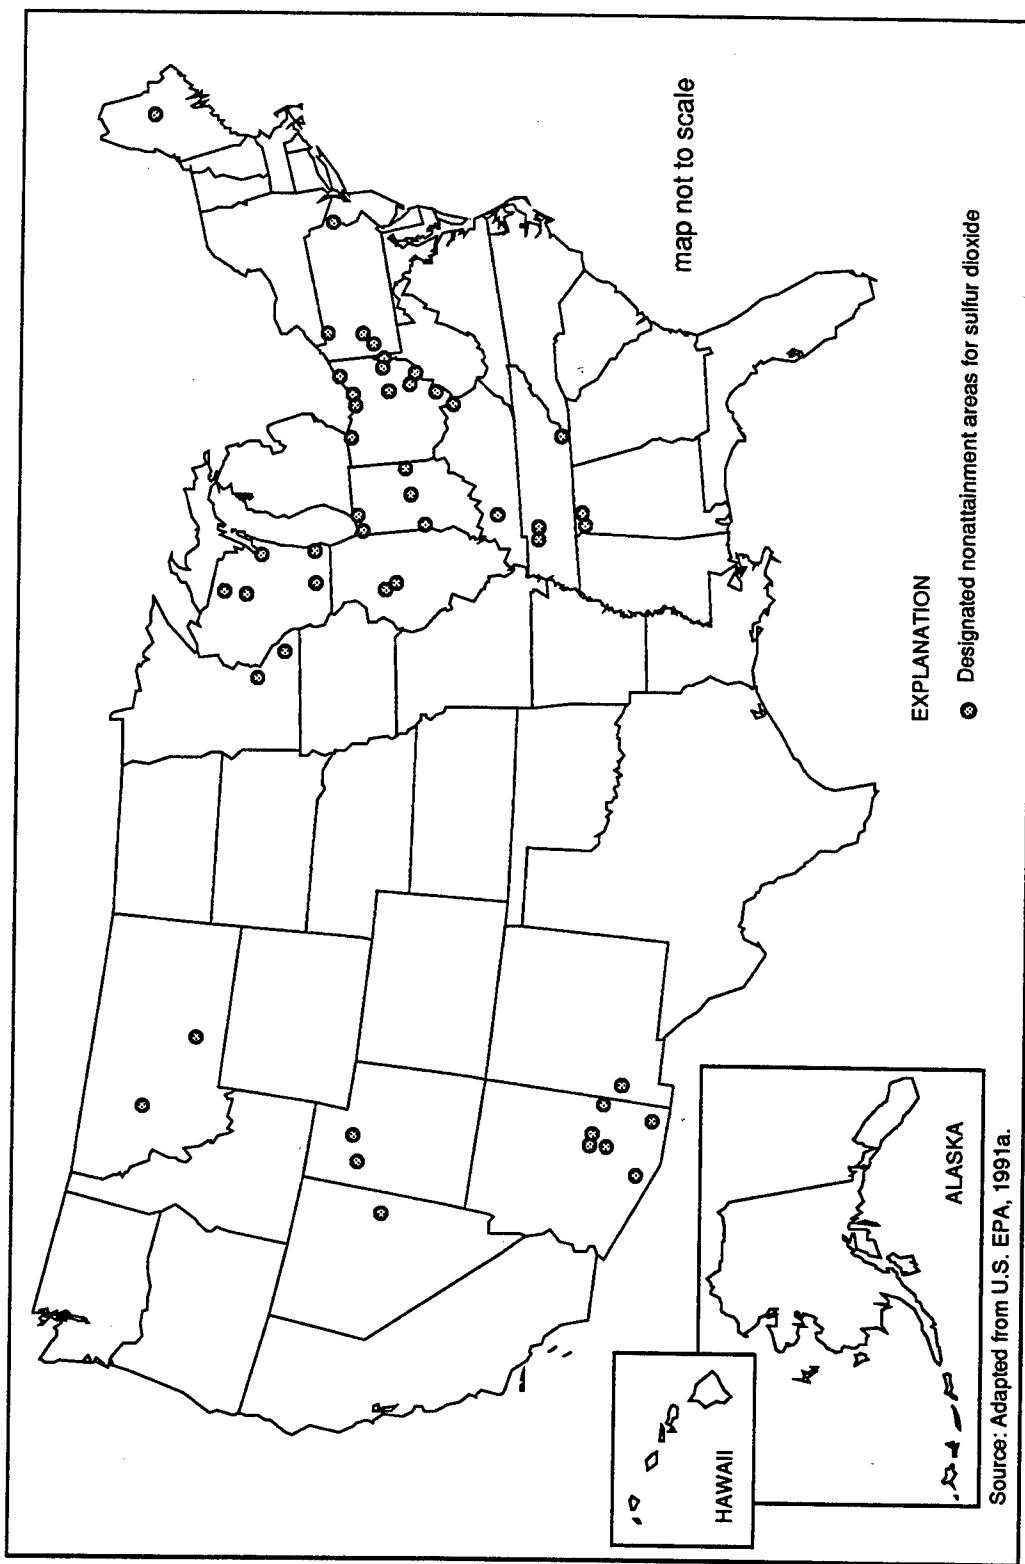 map not to scale
EXPLANATION
Designated nonattainment areas for sulfur dioxide
HAWAII
ALASKA
Source: Adapted from U.S. EPA, 1991a.